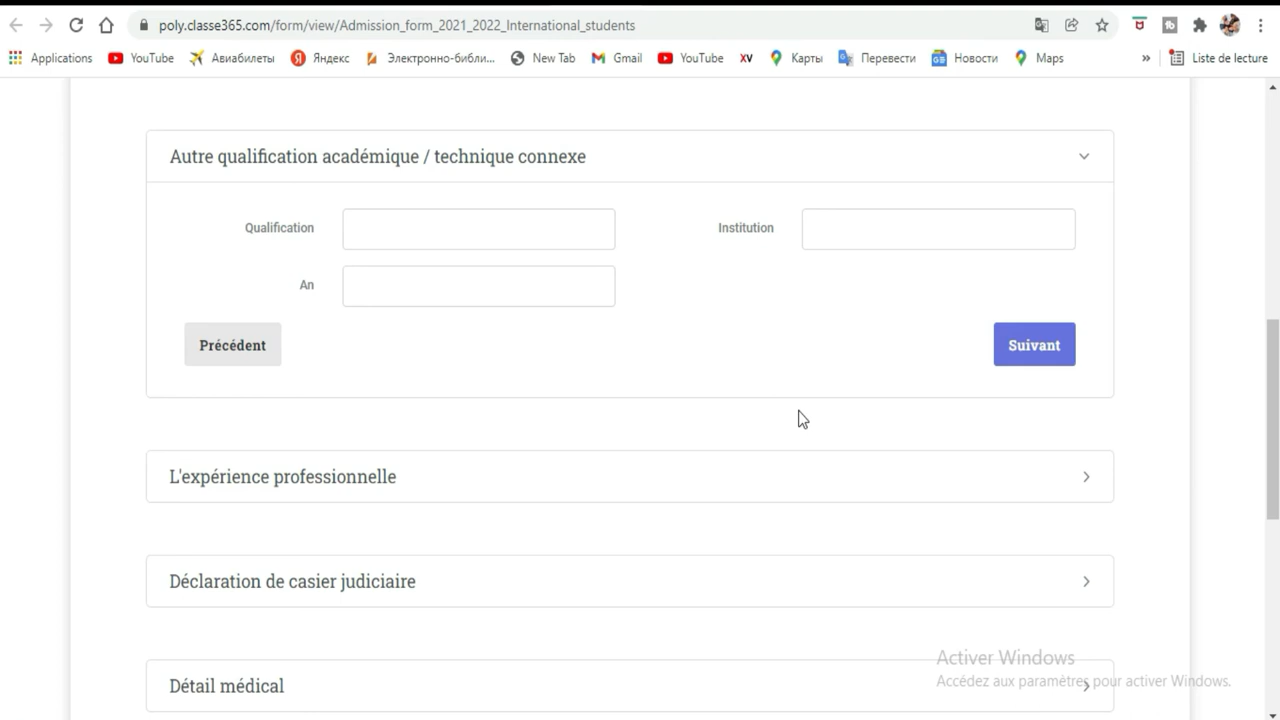 poly.classe365.com/form/view/Admission_form_2021_2022_International_students
Applications YouTube Авиабилеты Яндекс Электронно-библи... New Tab Gmail YouTube XV Карты Перевести Новости Maps » Liste de lecture
Autre qualification académique / technique connexe
Qualification Institution
An
Précédent Suivant
L'expérience professionnelle
Déclaration de casier judiciaire
Détail médical
Activer Windows
Accédez aux paramètres pour activer Windows.